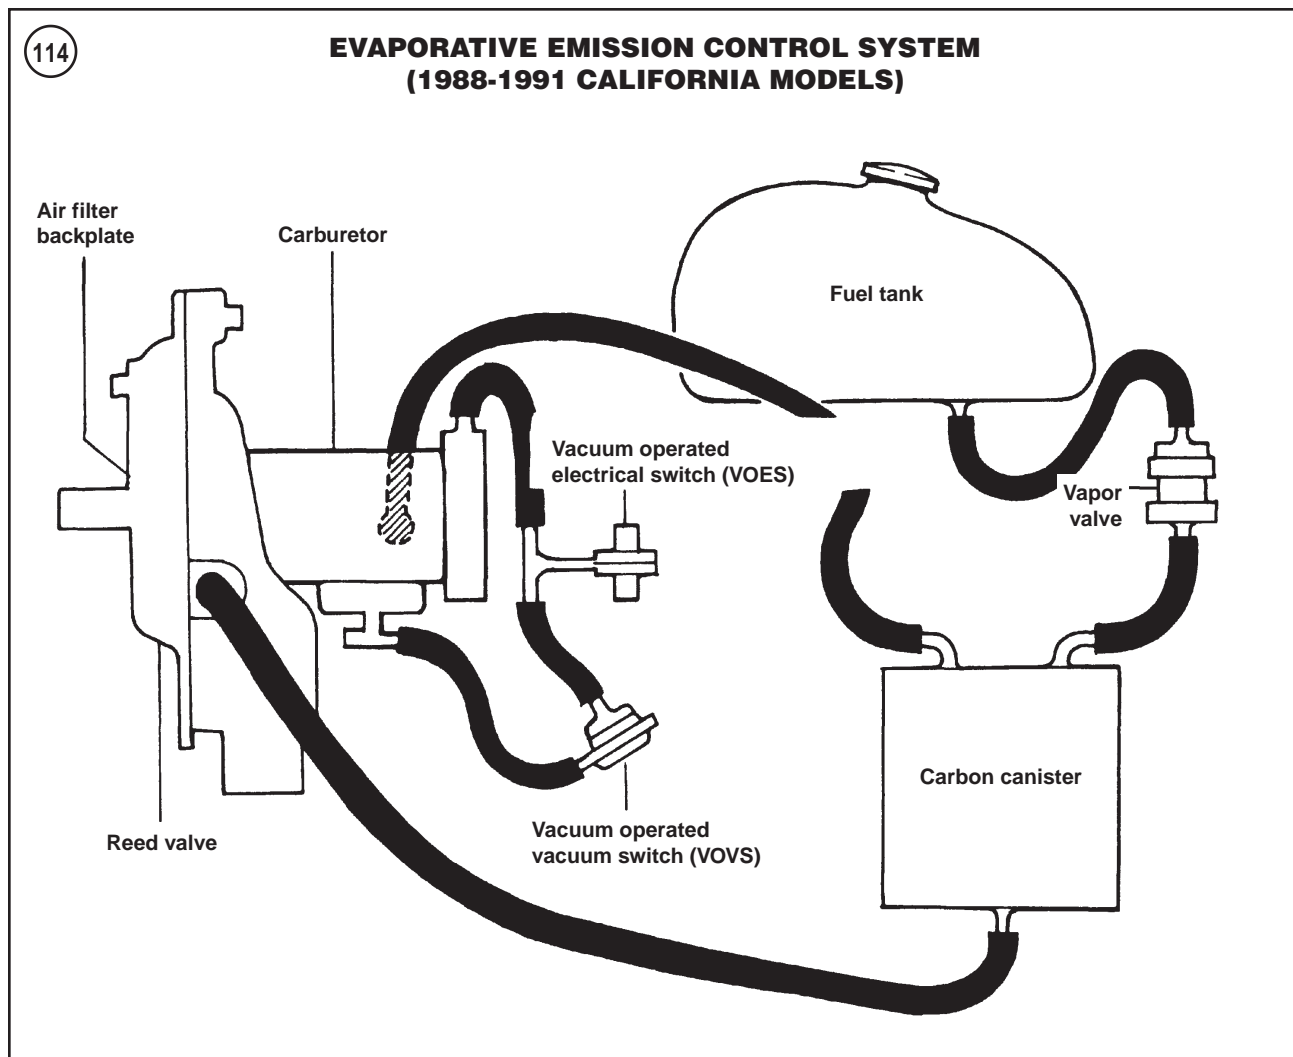 114
EVAPORATIVE EMISSION CONTROL SYSTEM
(1988-1991 CALIFORNIA MODELS)
Air filter
backplate
Carburetor
Fuel tank
Vacuum operated
electrical switch (VOES)
Vapor
valve
Carbon canister
Reed valve
Vacuum operated
vacuum switch (VOVS)